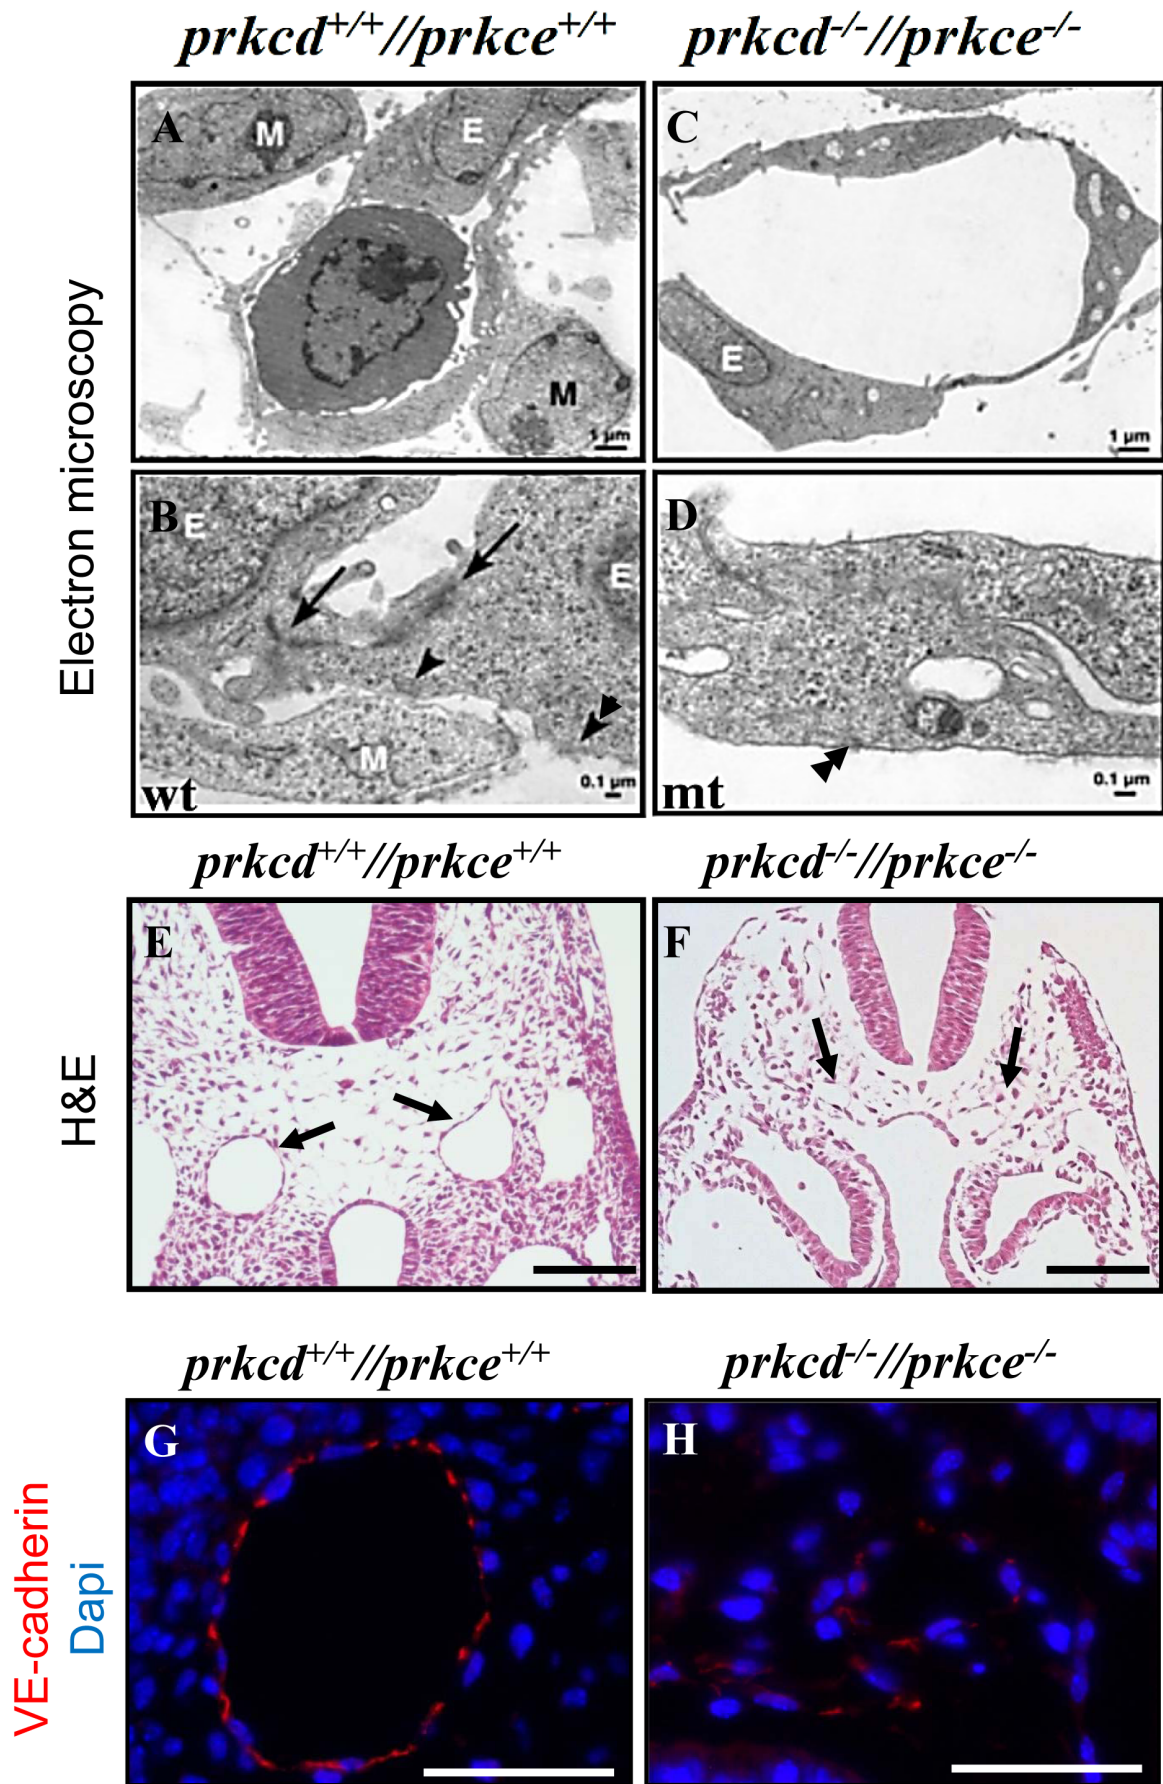 prkcd+/+//prkce+/+
prkcd-/-//prkce-/-
Electron microscopy
A
M
E
M
1 µm
C
E
1 µm
B
E
E
M
wt
0.1 µm
D
mt
0.1 µm
prkcd+/+//prkce+/+
prkcd-/-//prkce-/-
H&E
E
F
prkcd+/+//prkce+/+
prkcd-/-//prkce-/-
VE-cadherin
Dapi
G
H